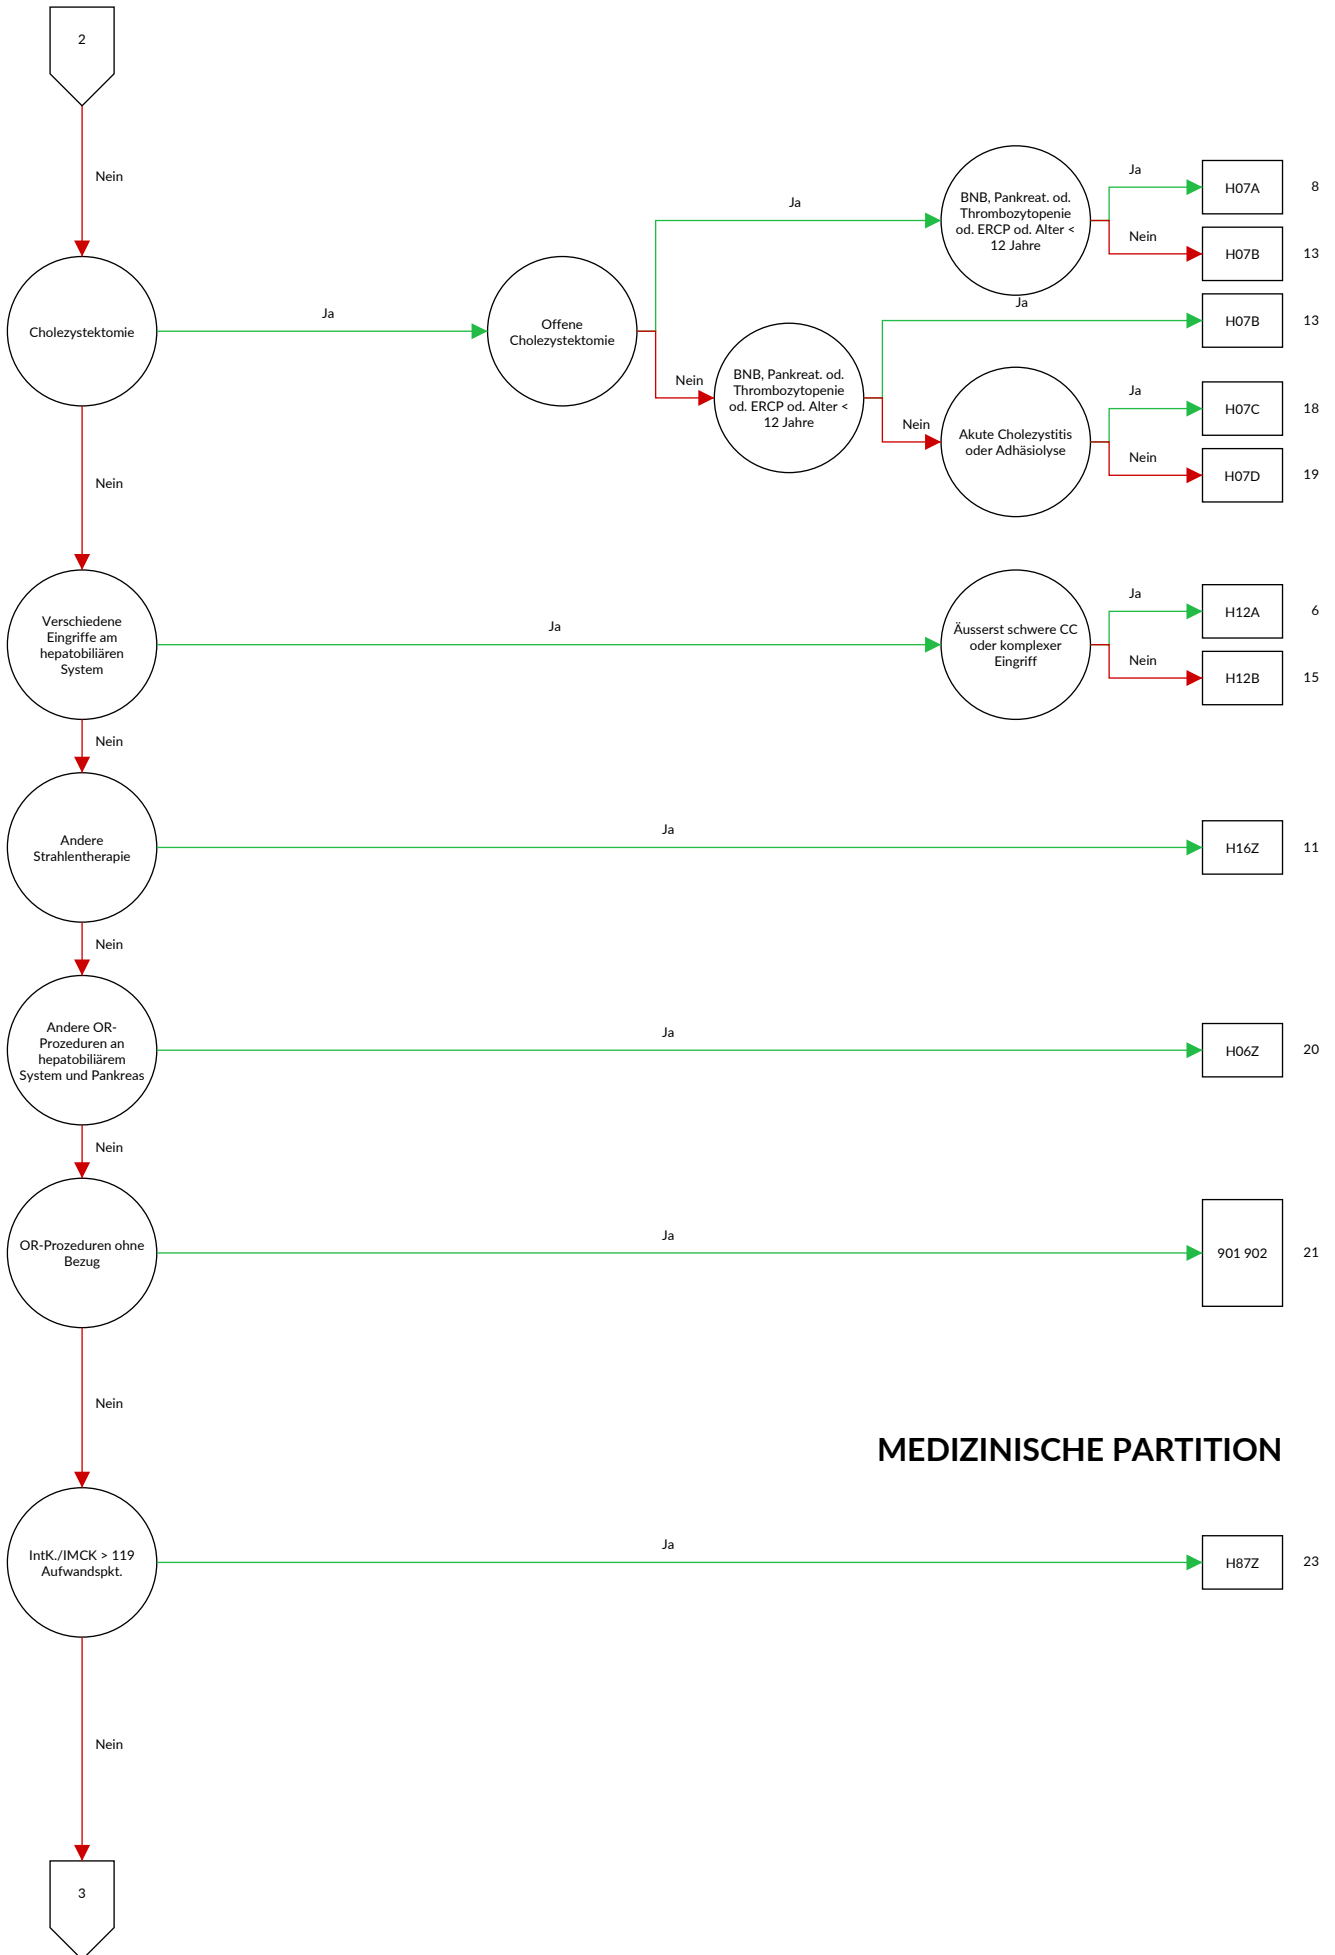 2
Nein
Ja
BNB, Pankreat. od.
Thrombozytopenie
od. ERCP od. Alter <
12 Jahre
Ja
H07A
8
Nein
H07B
13
Cholezystektomie
Ja
Offene
Cholezystektomie
Ja
H07B
13
Nein
BNB, Pankreat. od.
Thrombozytopenie
od. ERCP od. Alter <
12 Jahre
Nein
Akute Cholezystitis
oder Adhäsiolyse
Ja
H07C
18
Nein
H07D
19
Nein
Verschiedene
Eingriffe am
hepatobiliären
System
Ja
Äusserst schwere CC
oder komplexer
Eingriff
Ja
H12A
6
Nein
H12B
15
Nein
Andere
Strahlentherapie
Ja
H16Z
11
Nein
Andere OR-
Prozeduren an
hepatobiliärem
System und Pankreas
Ja
H06Z
20
Nein
OR-Prozeduren ohne
Bezug
Ja
901 902
21
Nein
MEDIZINISCHE PARTITION
IntK./IMCK > 119
Aufwandspkt.
Ja
H87Z
23
Nein
3